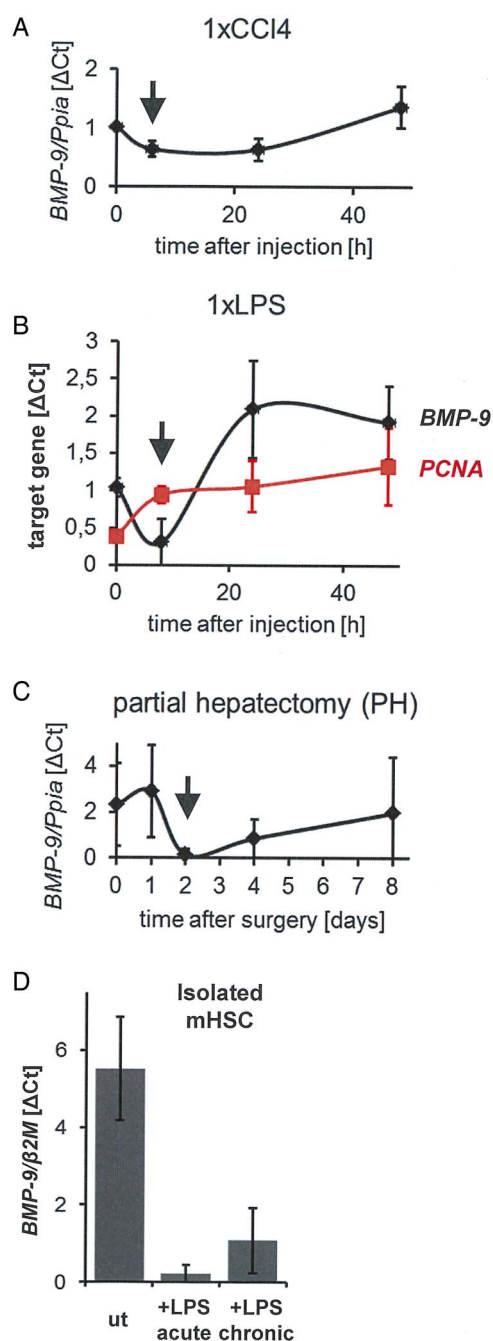 A
1xCCl4
BMP-9/Ppia [ΔCt]
2
1
0
0 20 40
time after injection [h]
B
1xLPS
target gene [ΔCt]
3
2,5
2
1,5
1
0,5
0
BMP-9
PCNA
0 20 40
time after injection [h]
C
partial hepatectomy (PH)
BMP-9/Ppia [ΔCt]
4
2
0
0 1 2 3 4 5 6 7 8
time after surgery [days]
D
Isolated
mHSC
BMP-9/β2M [ΔCt]
6
4
2
0
ut +LPS +LPS
acute chronic